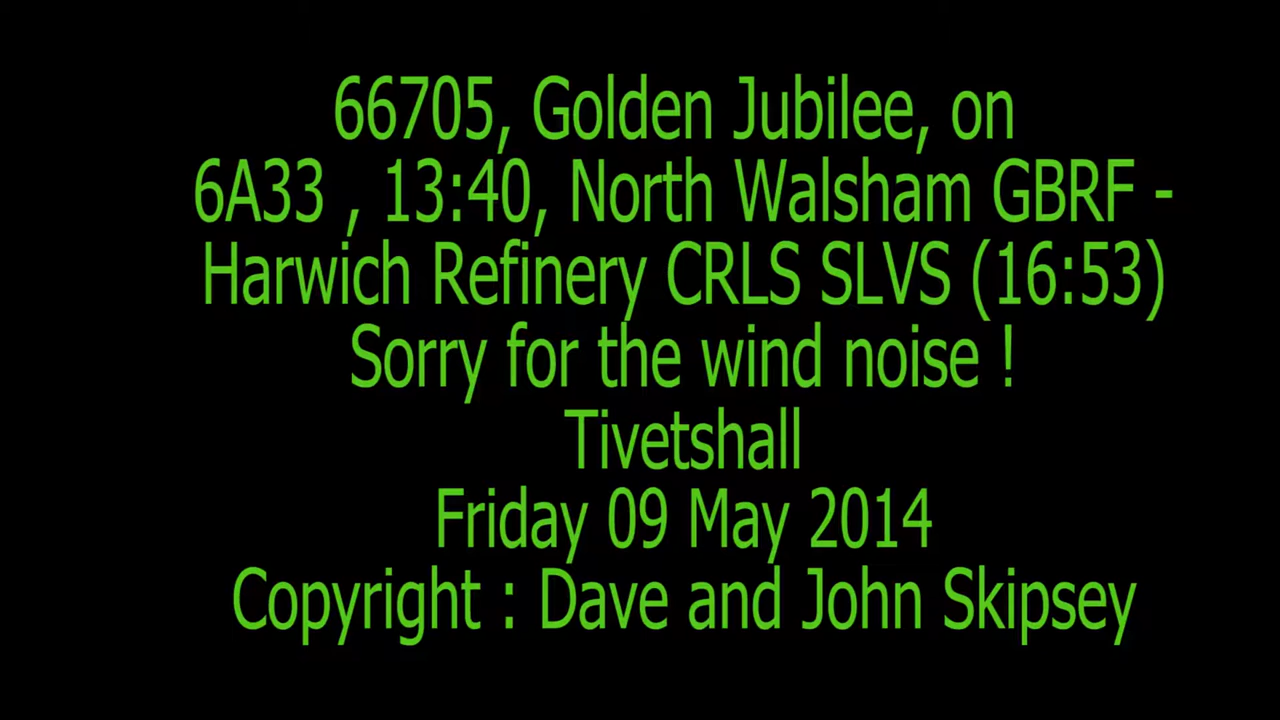 66705, Golden Jubilee, on
6A33 , 13:40, North Walsham GBRF -
Harwich Refinery CRLS SLVS (16:53)
Sorry for the wind noise !
Tivetshall
Friday 09 May 2014
Copyright : Dave and John Skipsey